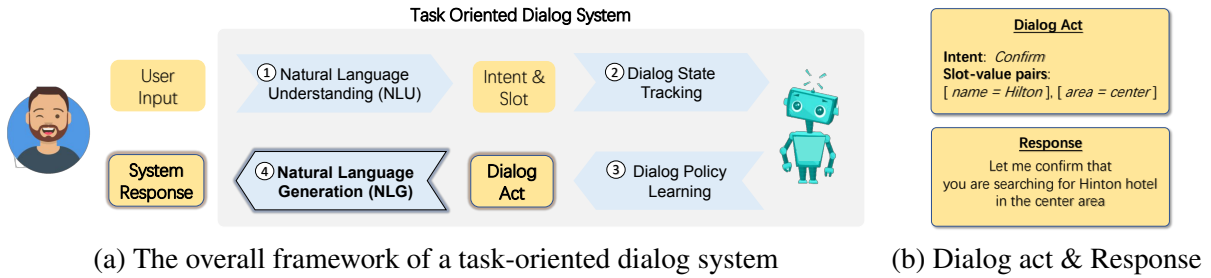 Task Oriented Dialog System
User
Input
① Natural Language
Understanding (NLU)
Intent &
Slot
② Dialog State
Tracking
System
Response
④ Natural Language
Generation (NLG)
Dialog
Act
③ Dialog Policy
Learning
(a) The overall framework of a task-oriented dialog system
Dialog Act
Intent: Confirm
Slot-value pairs:
[ name = Hilton ], [ area = center ]
Response
Let me confirm that
you are searching for Hinton hotel
in the center area
(b) Dialog act & Response